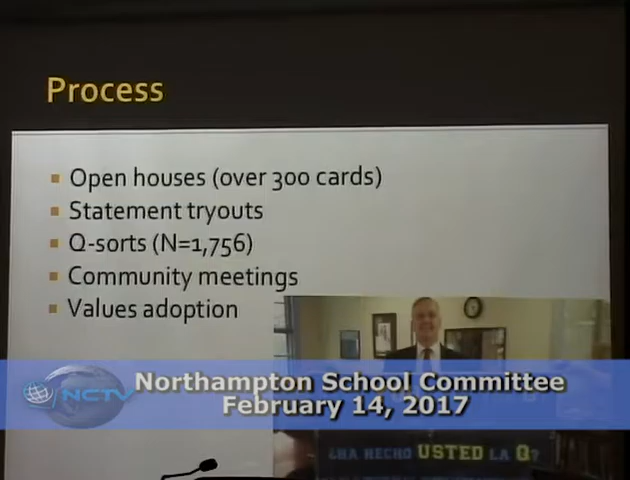 Process
Open houses (over 300 cards)
Statement tryouts
Q-sorts (N=1,756)
Community meetings
Values adoption
NCTV
Northampton School Committee
February 14, 2017
¿HA HECHO USTED LA Q?